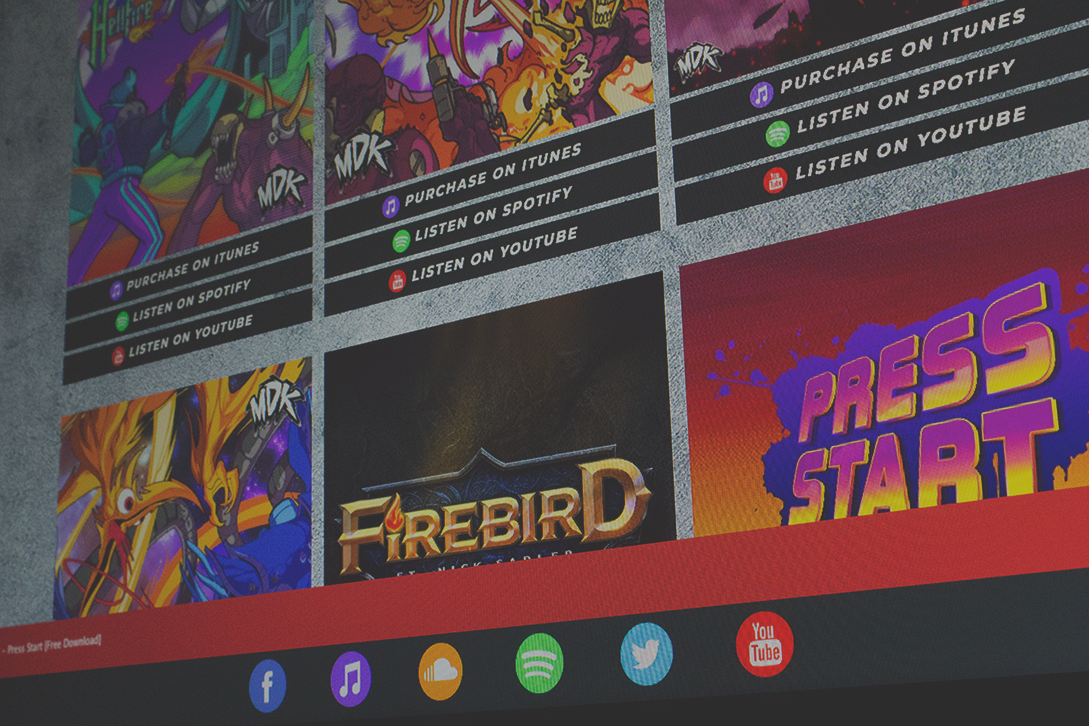 Hellfire
MDK
PURCHASE ON ITUNES
LISTEN ON SPOTIFY
LISTEN ON YOUTUBE
MDK
PURCHASE ON ITUNES
LISTEN ON SPOTIFY
LISTEN ON YOUTUBE
MDK
PURCHASE ON ITUNES
LISTEN ON SPOTIFY
LISTEN ON YOUTUBE
MDK
FIREBIRD
FT. NICK SADLER
PRESS
START
- Press Start [Free Download]
f
You
Tube